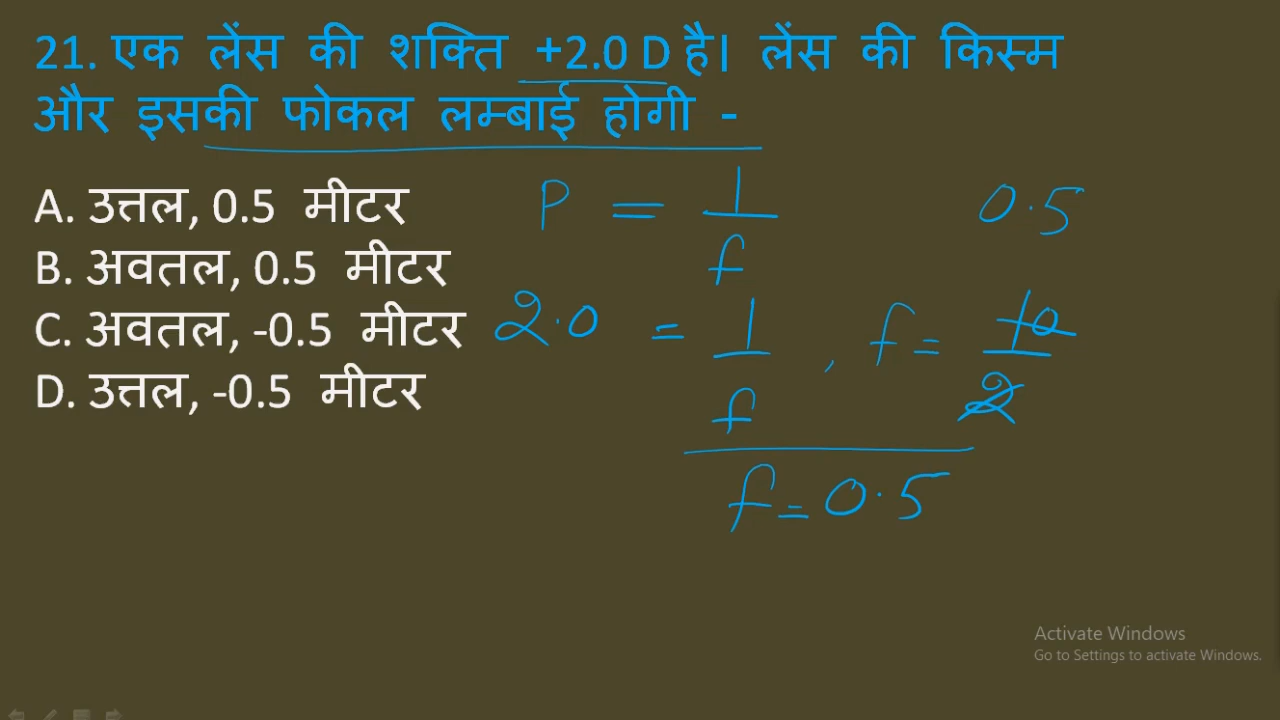 21. एक लेंस की शक्ति +2.0 D है। लेंस की किस्म
और इसकी फोकल लम्बाई होगी -
A. उत्तल, 0.5 मीटर
B. अवतल, 0.5 मीटर
C. अवतल, -0.5 मीटर
D. उत्तल, -0.5 मीटर
P = 1/f
0.5
2.0 = 1/f , f = 10/2
f = 0.5
Activate Windows
Go to Settings to activate Windows.